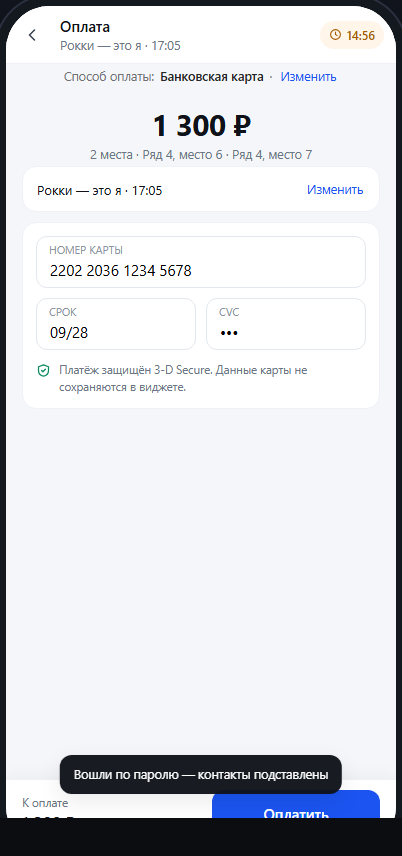 Оплата
Рокки — это я · 17:05
14:56
Способ оплаты: Банковская карта · Изменить
1 300 ₽
2 места · Ряд 4, место 6 · Ряд 4, место 7
Рокки — это я · 17:05
Изменить
НОМЕР КАРТЫ
2202 2036 1234 5678
СРОК
09/28
CVC
•••
Платёж защищён 3-D Secure. Данные карты не
сохраняются в виджете.
Вошли по паролю — контакты подставлены
К оплате
Оплатить